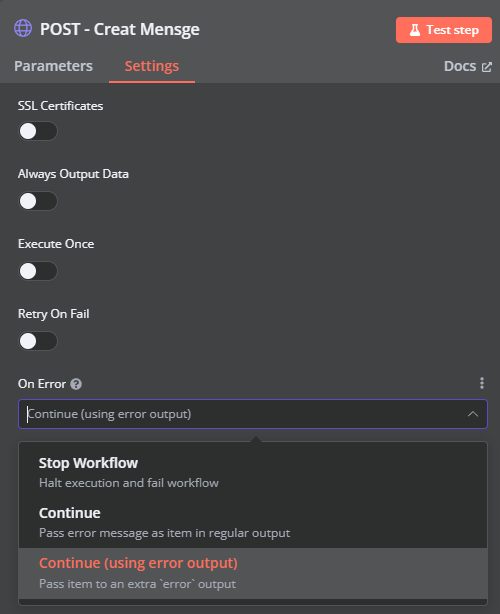 POST - Creat Mensge
Test step
Parameters
Settings
Docs
SSL Certificates
Always Output Data
Execute Once
Retry On Fail
On Error
Continue (using error output)
Stop Workflow
Halt execution and fail workflow
Continue
Pass error message as item in regular output
Continue (using error output)
Pass item to an extra `error` output